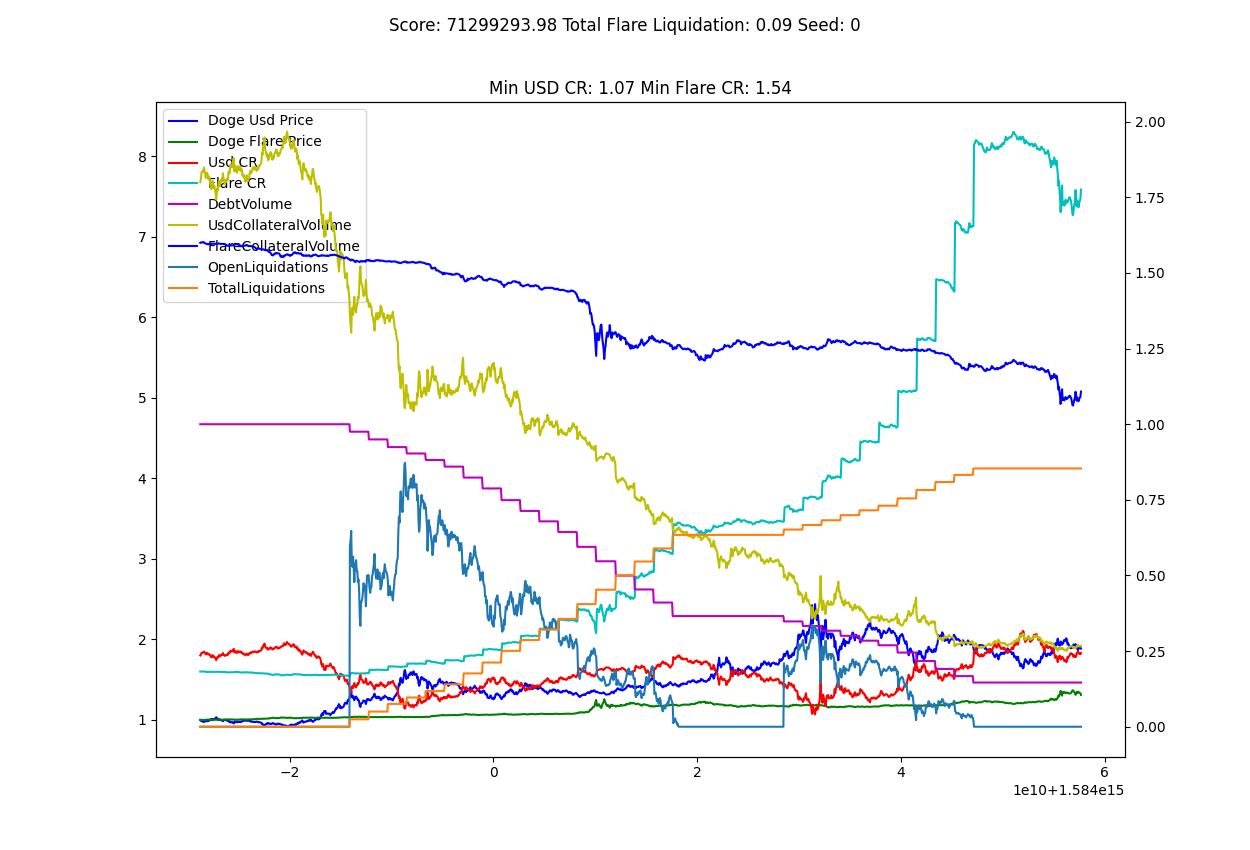 Score: 71299293.98 Total Flare Liquidation: 0.09 Seed: 0
Min USD CR: 1.07 Min Flare CR: 1.54
Doge Usd Price
Doge Flare Price
Usd CR
Flare CR
DebtVolume
UsdCollateralVolume
FlareCollateralVolume
OpenLiquidations
TotalLiquidations
8
7
6
5
4
3
2
1
2.00
1.75
1.50
1.25
1.00
0.75
0.50
0.25
0.00
−2
0
2
4
6
1e10+1.584e15